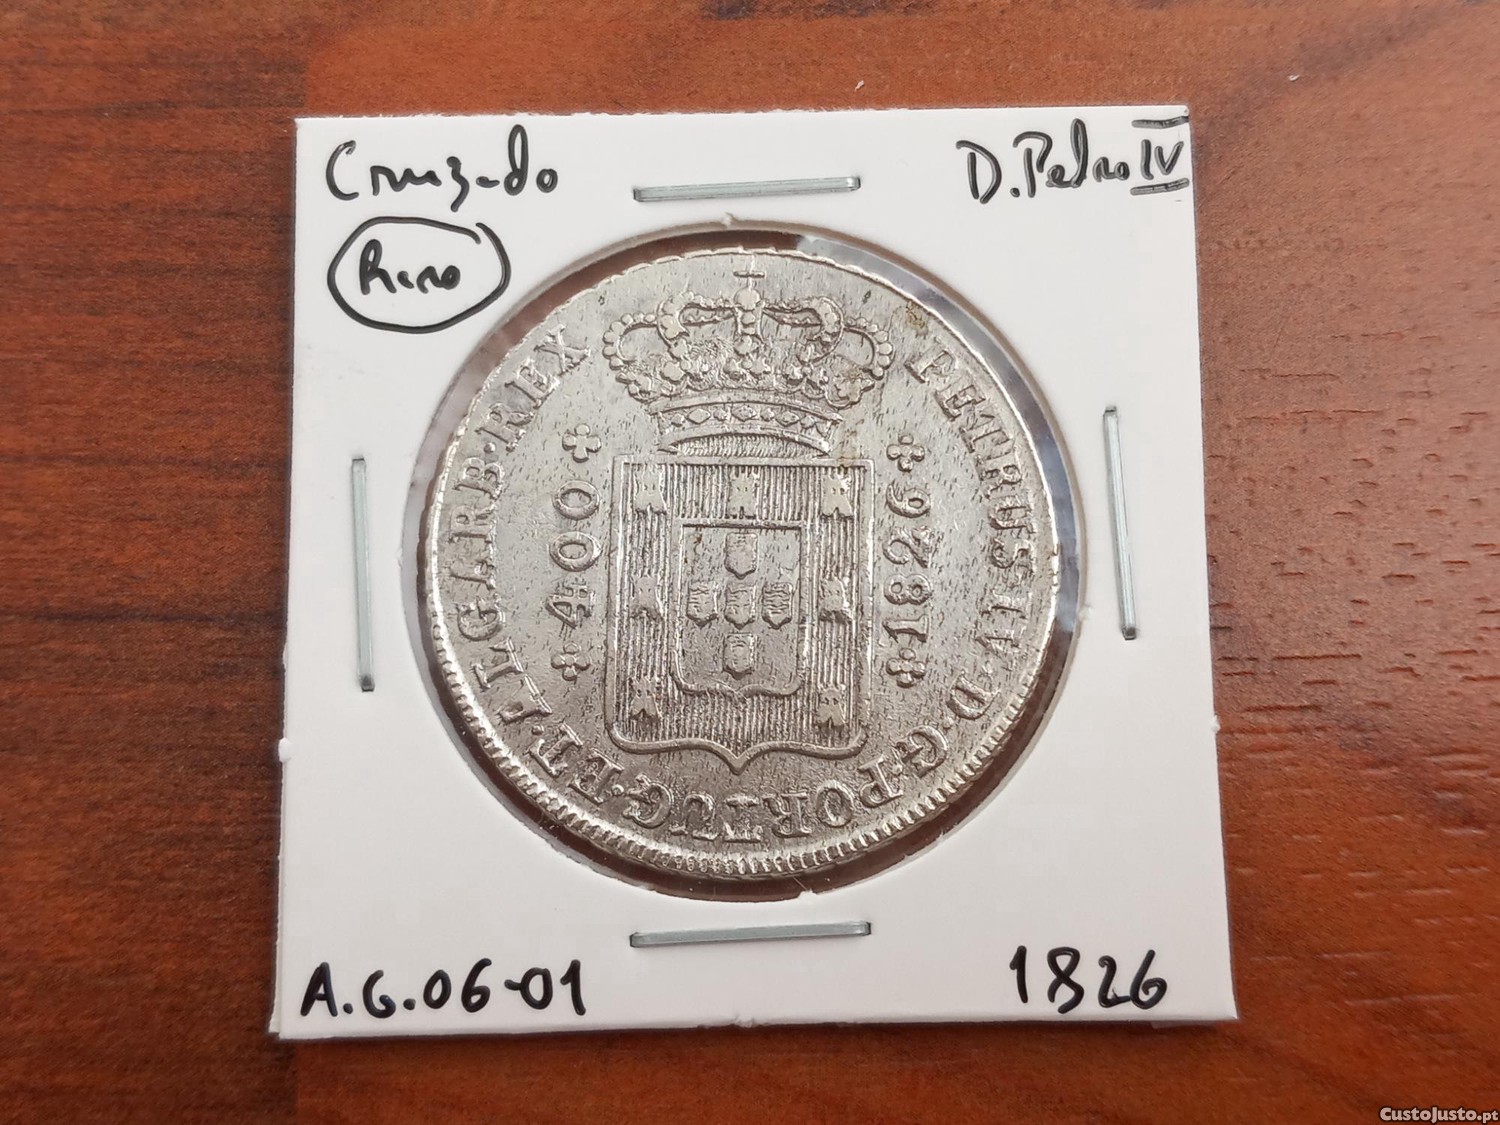 Cruzado
D. Pedro IV
Raro
PETRUS·IV·D·G·PORTUG·ET·ALGARB·REX
400
1826
A.G.06-01
1826
CustoJusto.pt